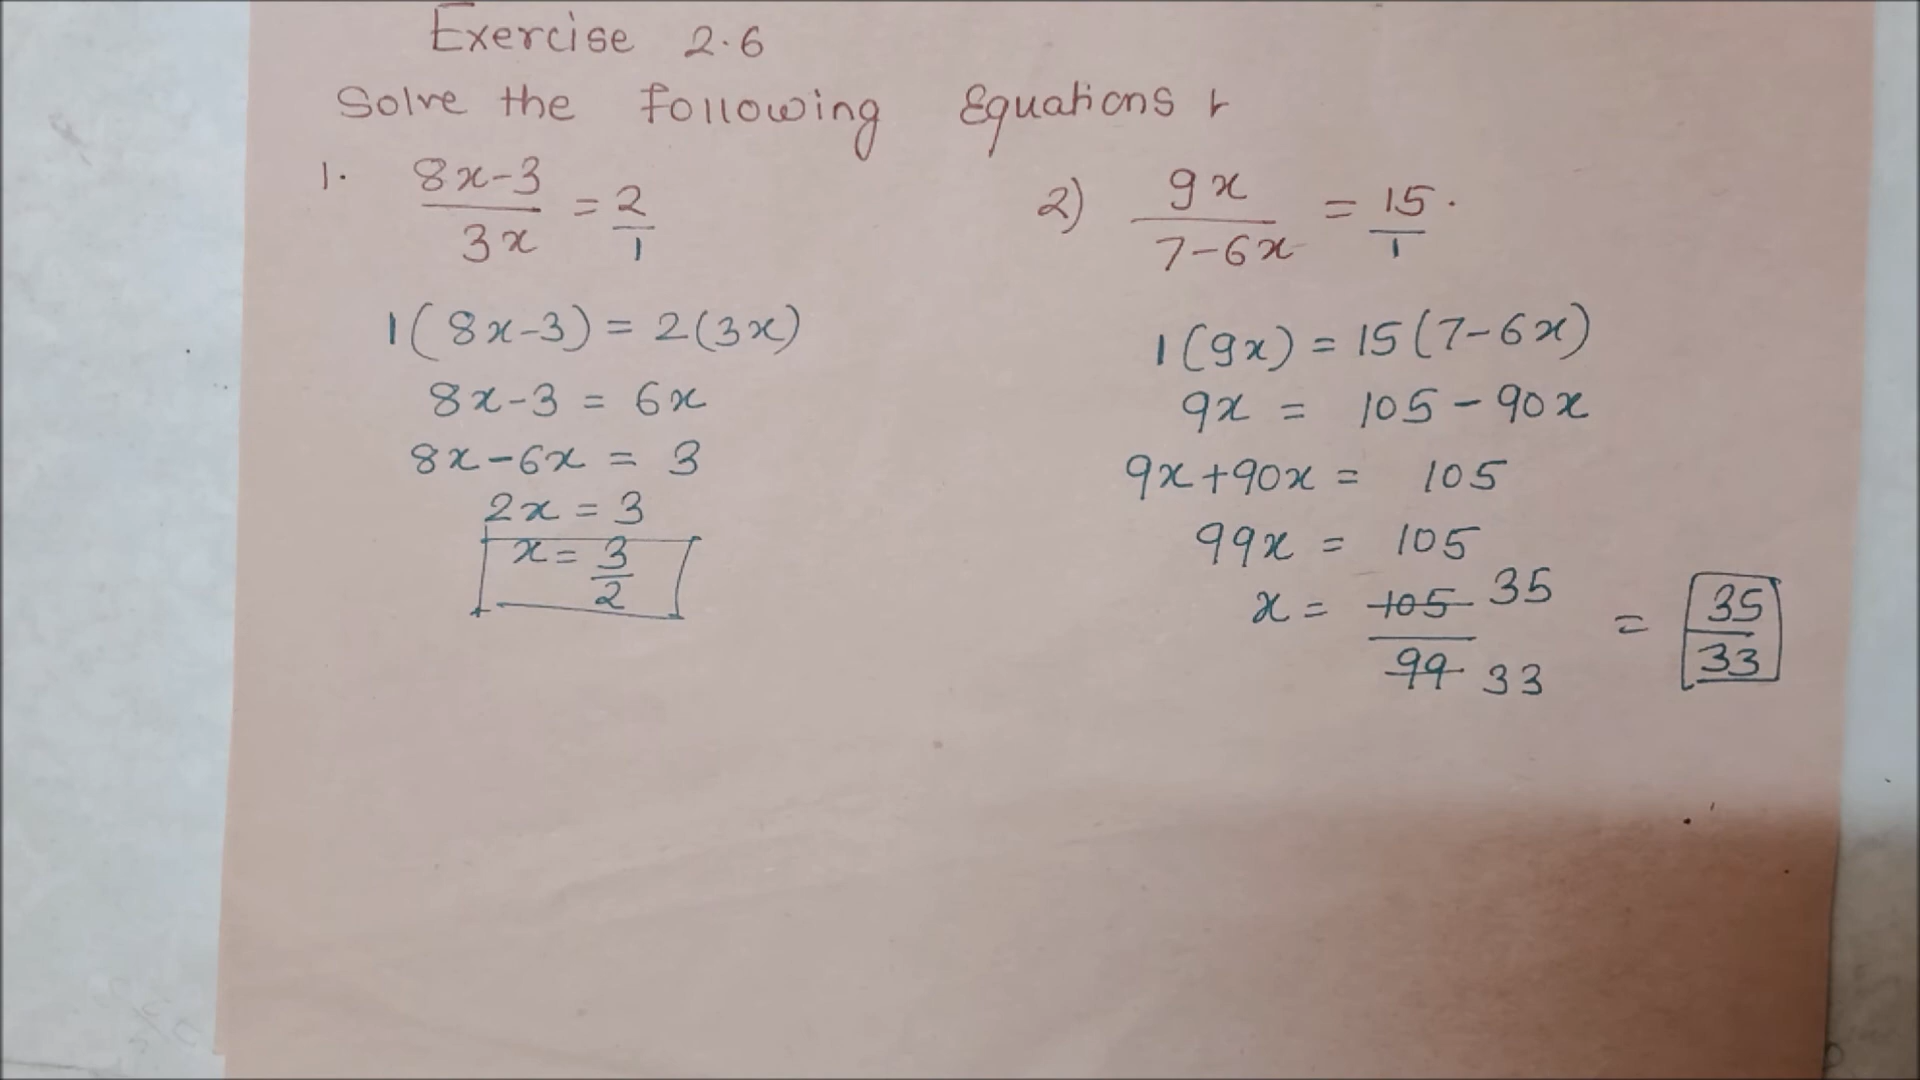 Exercise 2.6
Solve the following Equations
1. (8x-3)/(3x) = 2/1
1(8x-3) = 2(3x)
8x-3 = 6x
8x-6x = 3
2x = 3
x = 3/2
2) 9x/(7-6x) = 15/1.
1(9x) = 15(7-6x)
9x = 105-90x
9x+90x = 105
99x = 105
x = 105/99 35/33 = 35/33